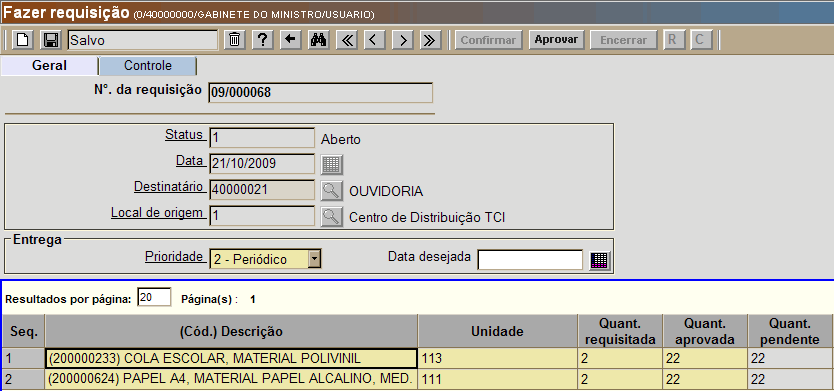 Fazer requisição (0/40000000/GABINETE DO MINISTRO/USUARIO)
Salvo ? Confirmar Aprovar Encerrar R C
Geral Controle
N°. da requisição 09/000068
Status 1 Aberto
Data 21/10/2009
Destinatário 40000021 OUVIDORIA
Local de origem 1 Centro de Distribuição TCI
Entrega
Prioridade 2 - Periódico Data desejada
Resultados por página: 20 Página(s) : 1
Seq. (Cód.) Descrição Unidade Quant. requisitada Quant. aprovada Quant. pendente
1 (200000233) COLA ESCOLAR, MATERIAL POLIVINIL 113 2 22 22
2 (200000624) PAPEL A4, MATERIAL PAPEL ALCALINO, MED. 111 2 22 22